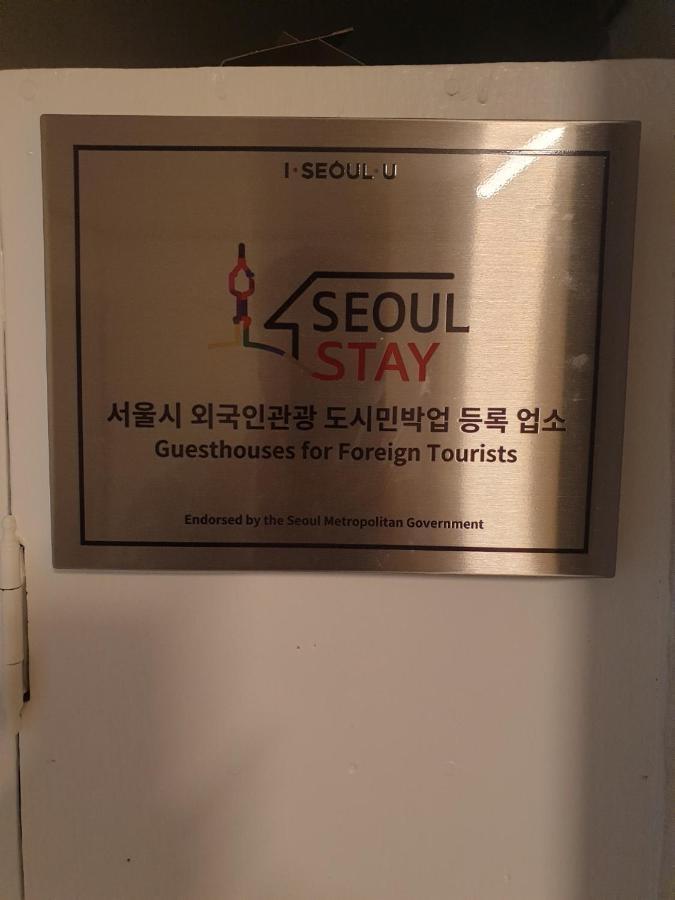 I·SEOUL·U
SEOUL
STAY
서울시 외국인관광 도시민박업 등록 업소
Guesthouses for Foreign Tourists
Endorsed by the Seoul Metropolitan Government